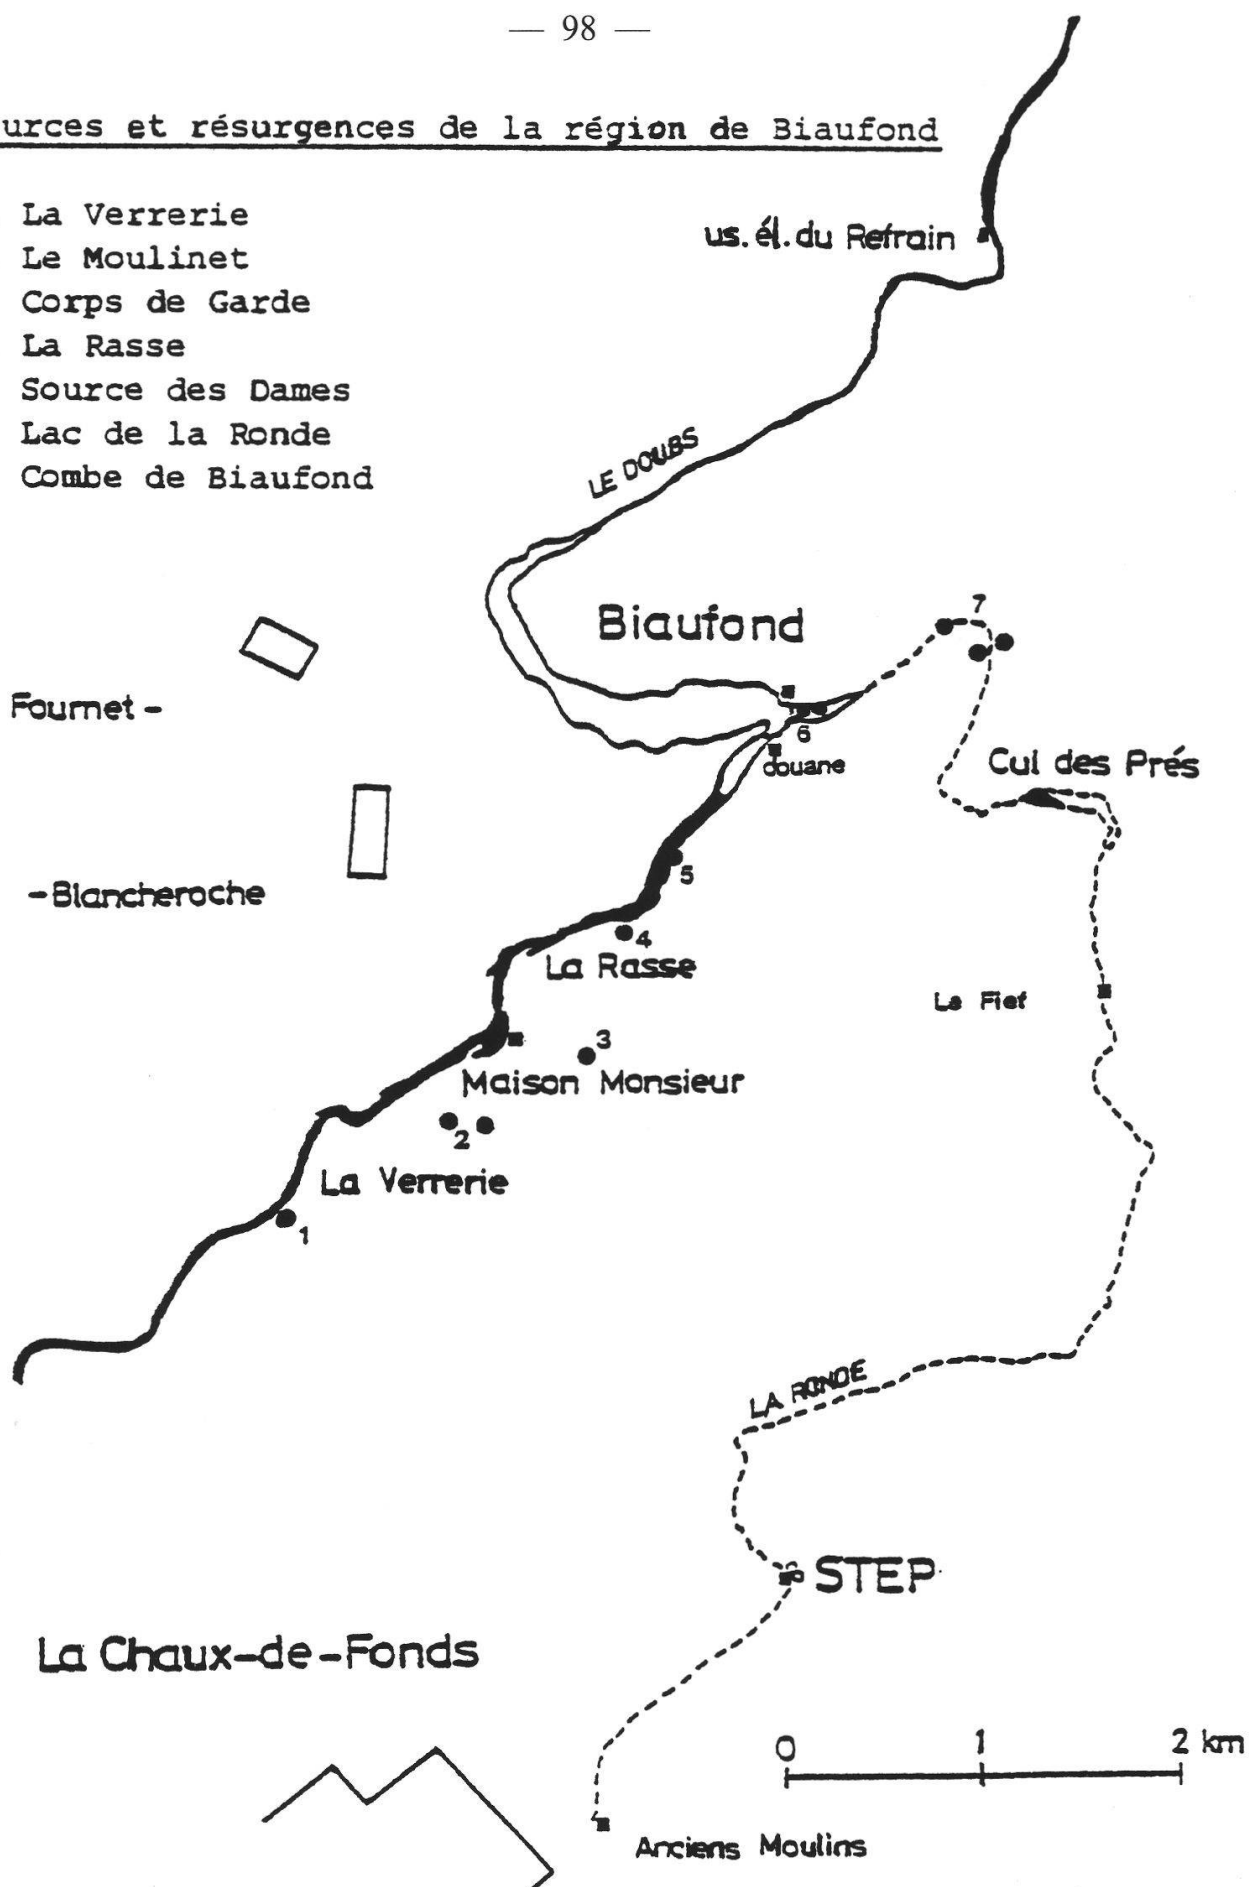 — 98 —
urces et résurgences de la région de Biaufond
La Verrerie
Le Moulinet
Corps de Garde
La Rasse
Source des Dames
Lac de la Ronde
Combe de Biaufond
us. él. du Refrain
LE DOUBS
Biaufond
7
Fournet -
6
douane
Cul des Prés
5
- Blancheroche
4
La Rasse
Le Fief
3
Maison Monsieur
2
La Verrerie
1
LA RONDE
STEP
La Chaux-de-Fonds
0 1 2 km
Anciens Moulins